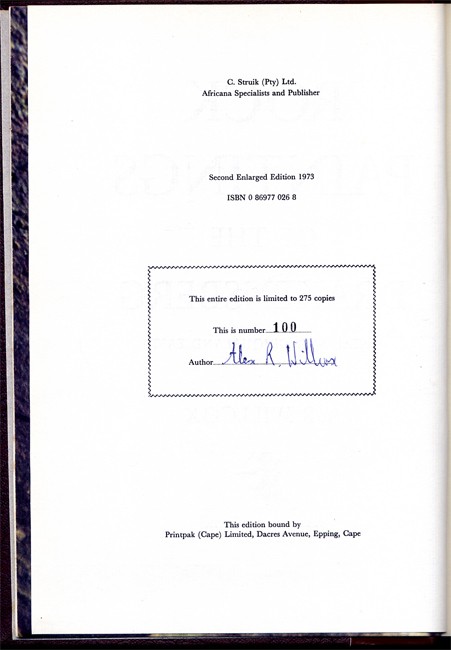 C. Struik (Pty) Ltd.
Africana Specialists and Publisher
Second Enlarged Edition 1973
ISBN 0 86977 026 8
This entire edition is limited to 275 copies
This is number 100
Author Alex R. Willcox
This edition bound by
Printpak (Cape) Limited, Dacres Avenue, Epping, Cape